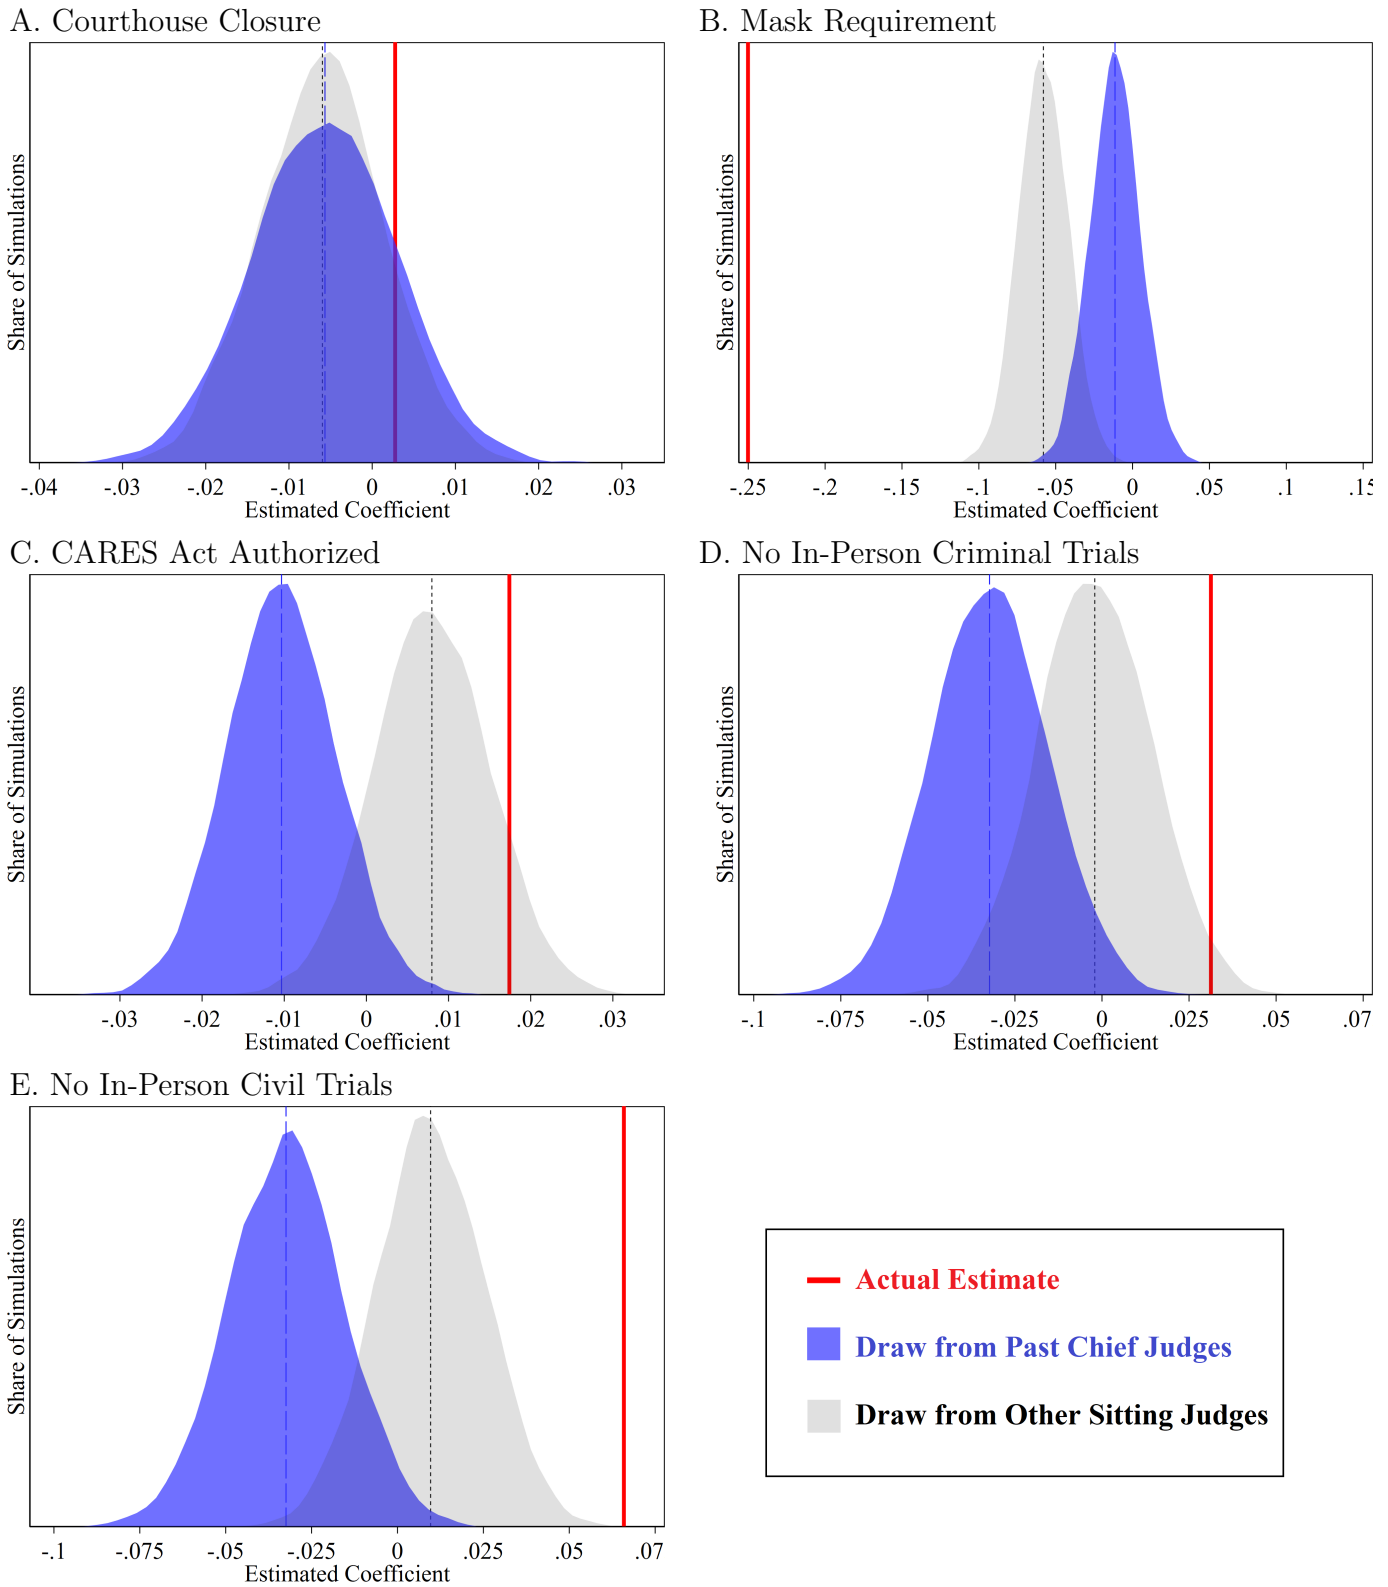 A. Courthouse Closure
Share of Simulations
-.04 -.03 -.02 -.01 0 .01 .02 .03
Estimated Coefficient
B. Mask Requirement
Share of Simulations
-.25 -.2 -.15 -.1 -.05 0 .05 .1 .15
Estimated Coefficient
C. CARES Act Authorized
Share of Simulations
-.03 -.02 -.01 0 .01 .02 .03
Estimated Coefficient
D. No In-Person Criminal Trials
Share of Simulations
-.1 -.075 -.05 -.025 0 .025 .05 .07
Estimated Coefficient
E. No In-Person Civil Trials
Share of Simulations
-.1 -.075 -.05 -.025 0 .025 .05 .07
Estimated Coefficient
Actual Estimate
Draw from Past Chief Judges
Draw from Other Sitting Judges